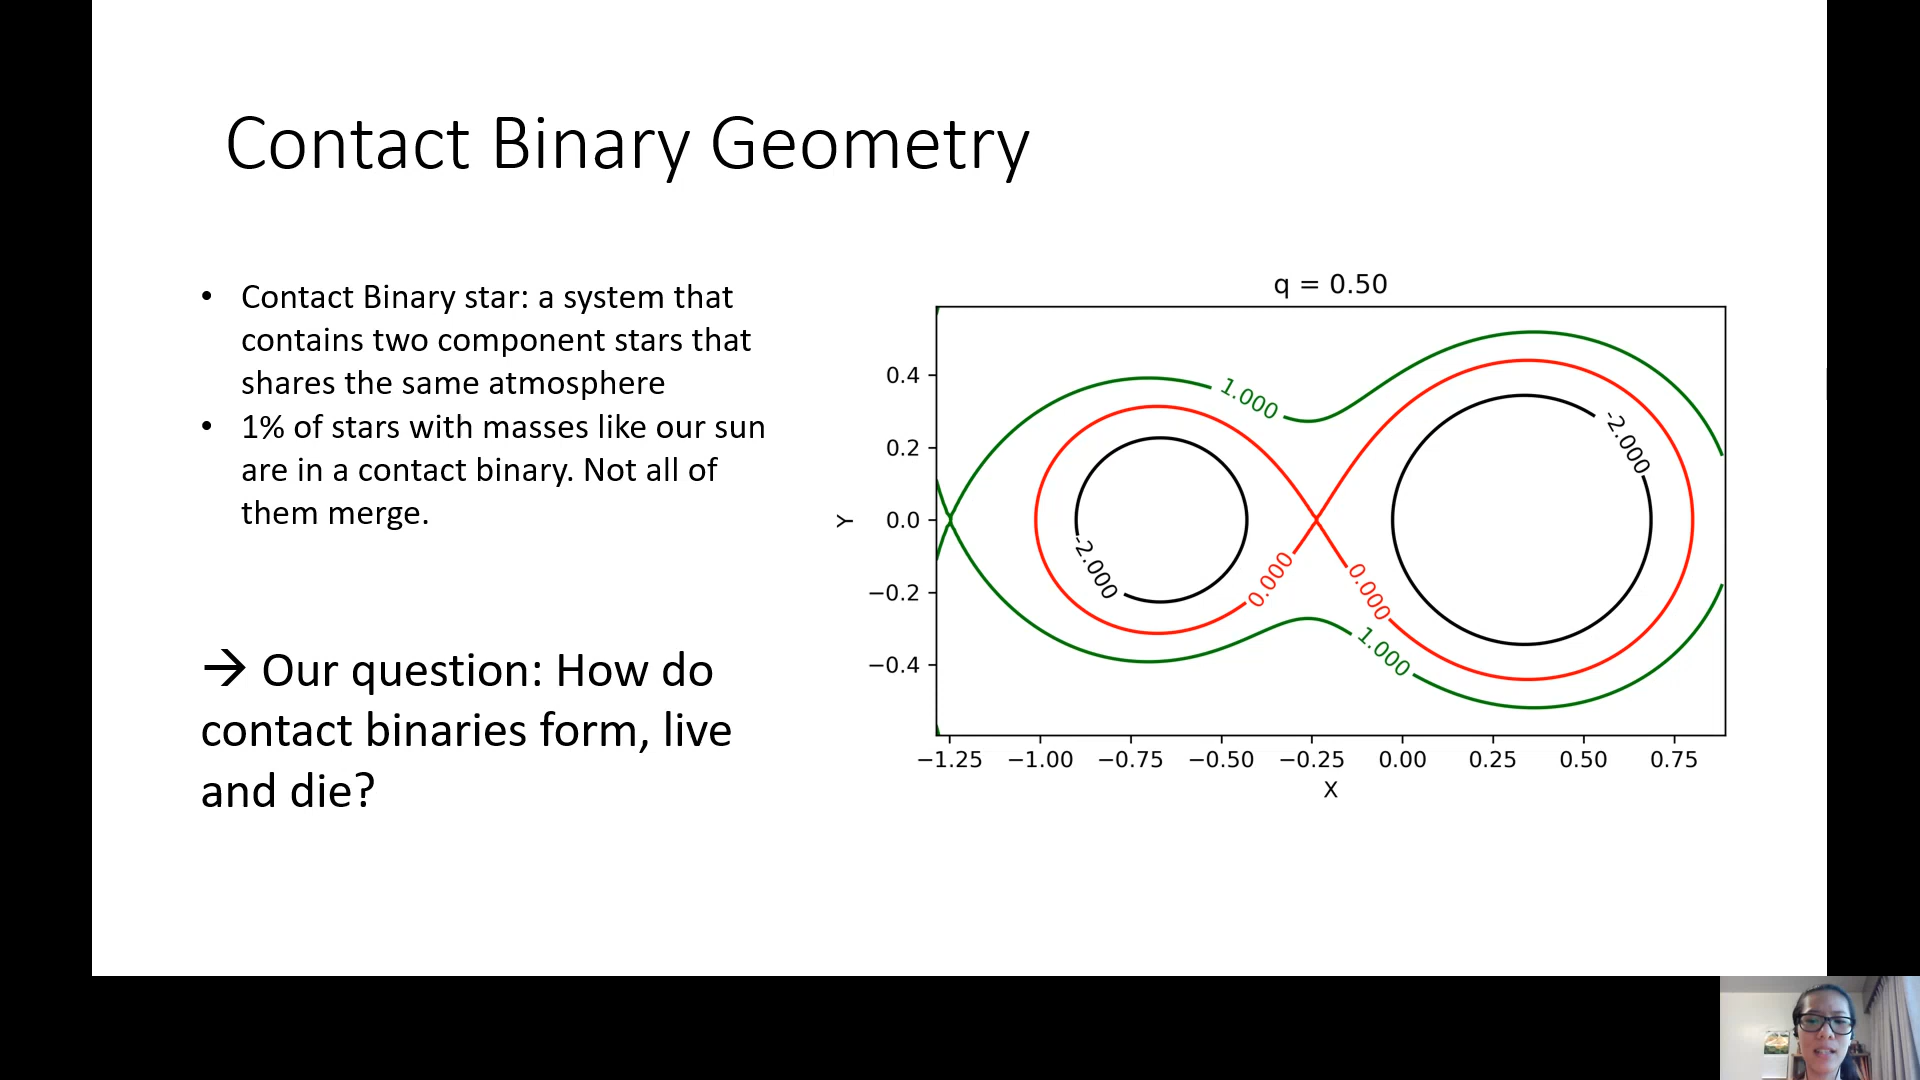 Contact Binary Geometry
• Contact Binary star: a system that
contains two component stars that
shares the same atmosphere
• 1% of stars with masses like our sun
are in a contact binary. Not all of
them merge.
→ Our question: How do
contact binaries form, live
and die?
q = 0.50
Y
0.4
0.2
0.0
−0.2
−0.4
1.000
-2.000
-2.000
0.000
0.000
1.000
−1.25 −1.00 −0.75 −0.50 −0.25 0.00 0.25 0.50 0.75
X